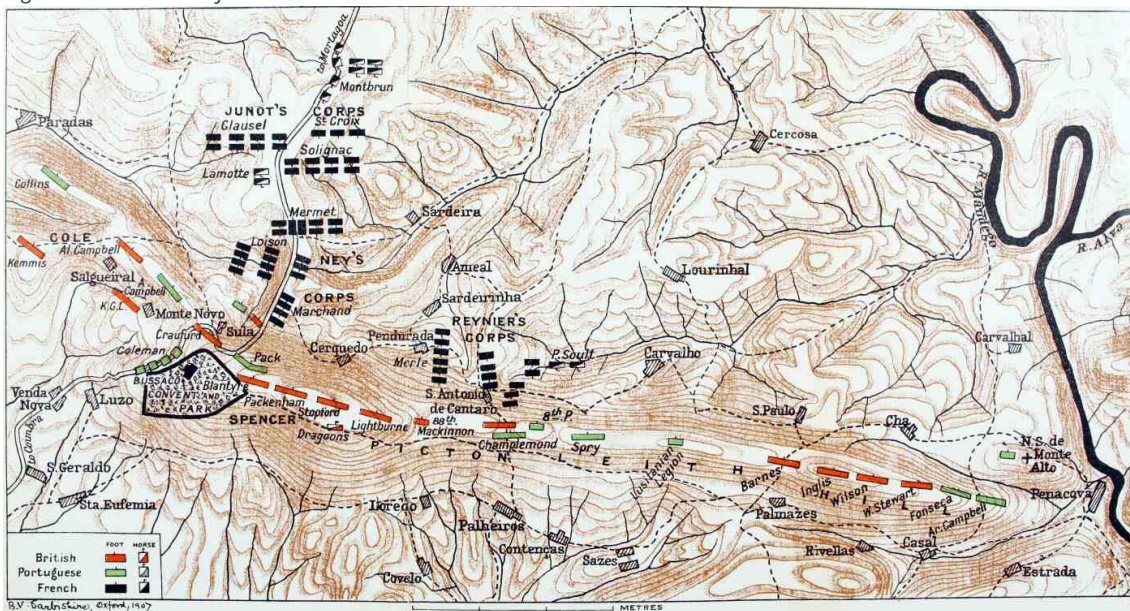 to Mortagoa
Montbrun
JUNOT'S CORPS
Clausel
St Croix
Solignac
Lamotte
Paradas
Collins
Cercosa
R. Mondego
R. Alva
Mermet
Sardeira
COLE
Kemmis
Al. Campbell
Loison
NEY'S
CORPS
Marchand
Ameal
Lourinhal
Salgueiral
A. Campbell
K.G.L.
Monte Novo
Sardeirinha
REYNIER'S
CORPS
Craufurd
Sula
Pendurada
Merle
Cerquedo
P. Soult
Carvalho
Carvalhal
Coleman
Pack
BUSSACO
CONVENT AND
PARK
Blantyre
Venda
Nova
Luzo
Packenham
SPENCER
Stopford
Dragoons
Lightburne
88th.
Mackinnon
S. Antonio
de Cantaro
8th P.
Champlemond
Spry
S. Paulo
Cha
N.S. de
Monte
Alto
to Coimbra
PICTON
LEITH
Lusitanian
Legion
Barnes
Inglis
H. Wilson
W. Stewart
Fonseca
Ar. Campbell
HILL
Penacova
S. Geraldo
Sta. Eufemia
Palheiros
Contencas
Sazes
Palmazes
Rivellas
Casal
Estrada
Covelo
FOOT HORSE
British
Portuguese
French
B.V. Darbishire, Oxford, 1907
METRES